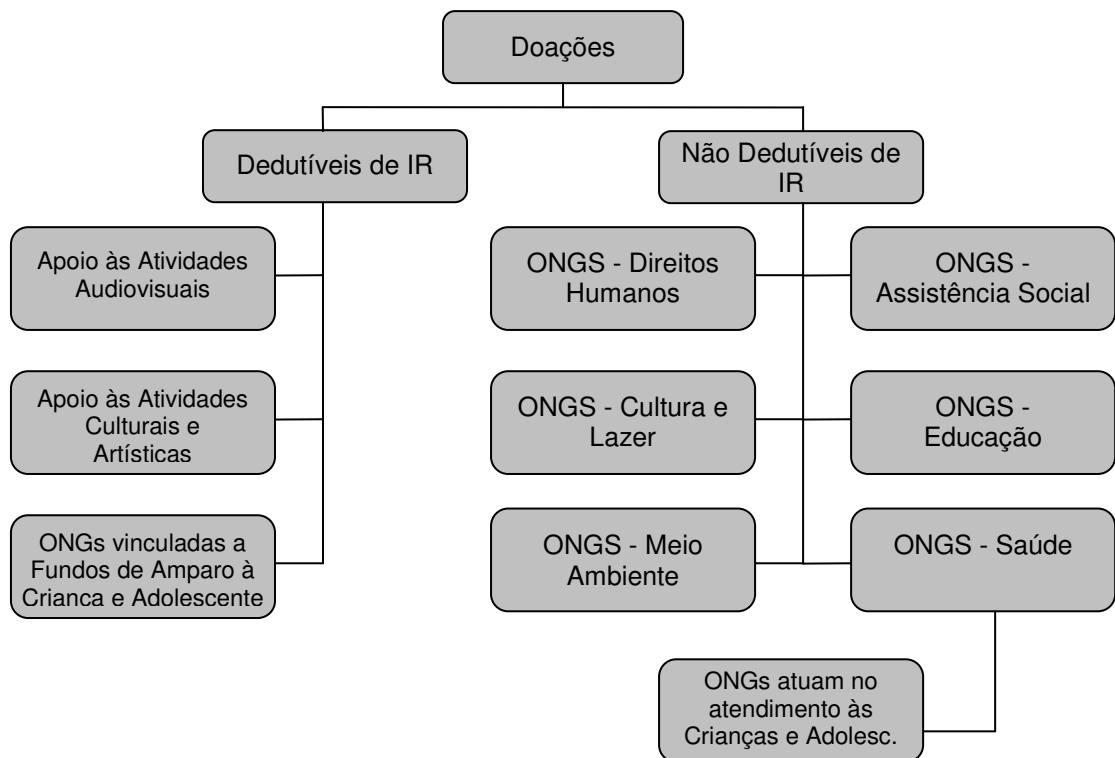 Doações
Dedutíveis de IR
Não Dedutíveis de
IR
Apoio às Atividades
Audiovisuais
ONGS - Direitos
Humanos
ONGS -
Assistência Social
Apoio às Atividades
Culturais e
Artísticas
ONGS - Cultura e
Lazer
ONGS -
Educação
ONGs vinculadas a
Fundos de Amparo à
Crianca e Adolescente
ONGS - Meio
Ambiente
ONGS - Saúde
ONGs atuam no
atendimento às
Crianças e Adolesc.